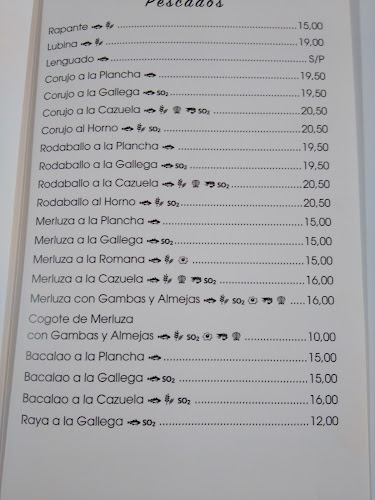 Pescados
Rapante ........ 15,00
Lubina ........ 19,00
Lenguado ........ S/P
Corujo a la Plancha ........ 19,50
Corujo a la Gallega SO2 ........ 19,50
Corujo a la Cazuela SO2 ........ 20,50
Corujo al Horno SO2 ........ 20,50
Rodaballo a la Plancha ........ 19,50
Rodaballo a la Gallega SO2 ........ 19,50
Rodaballo a la Cazuela SO2 ........ 20,50
Rodaballo al Horno SO2 ........ 20,50
Merluza a la Plancha ........ 15,00
Merluza a la Gallega SO2 ........ 15,00
Merluza a la Romana ........ 15,00
Merluza a la Cazuela SO2 ........ 16,00
Merluza con Gambas y Almejas SO2 ..... 16,00
Cogote de Merluza
con Gambas y Almejas SO2 ........ 10,00
Bacalao a la Plancha ........ 15,00
Bacalao a la Gallega SO2 ........ 15,00
Bacalao a la Cazuela SO2 ........ 16,00
Raya a la Gallega SO2 ........ 12,00